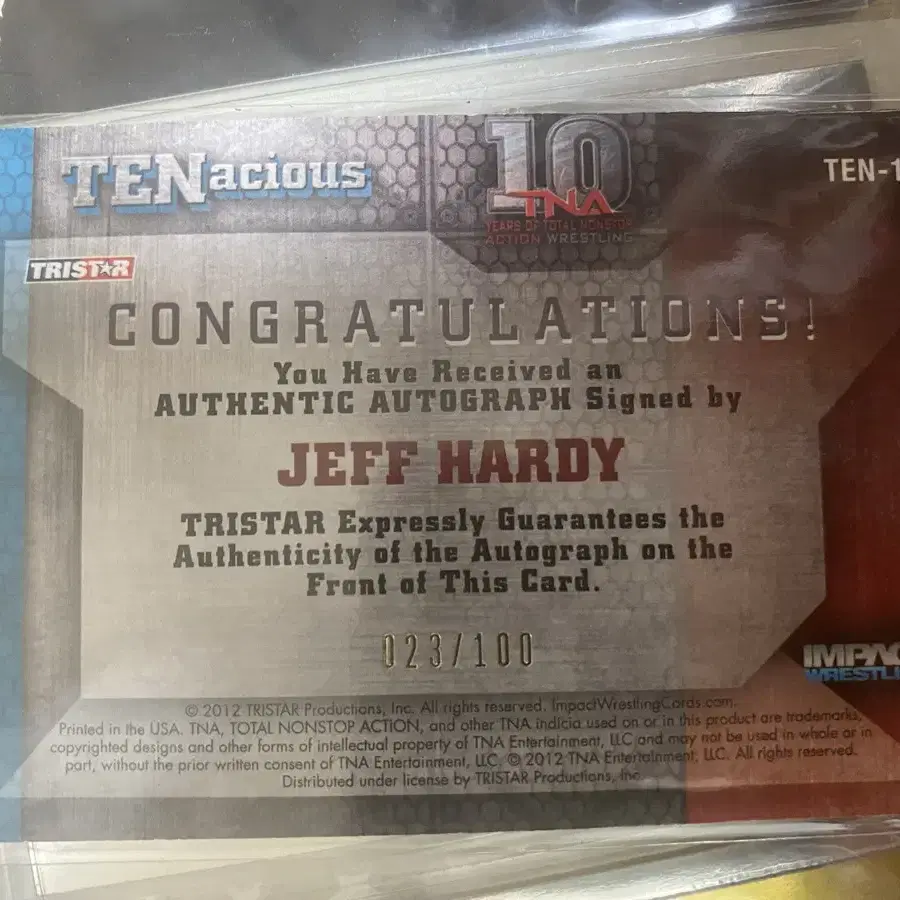 TENacious
10
TNA
YEARS OF TOTAL NONSTOP
ACTION WRESTLING
TEN-1
TRISTAR
CONGRATULATIONS!
You Have Received an
AUTHENTIC AUTOGRAPH Signed by
JEFF HARDY
TRISTAR Expressly Guarantees the
Authenticity of the Autograph on the
Front of This Card.
023/100
IMPAC
WRESTLI
© 2012 TRISTAR Productions, Inc. All rights reserved. ImpactWrestlingCards.com.
Printed in the USA. TNA, TOTAL NONSTOP ACTION, and other TNA indicia used on or in this product are trademarks,
copyrighted designs and other forms of intellectual property of TNA Entertainment, LLC and may not be used in whole or in
part, without the prior written consent of TNA Entertainment, LLC. © 2012 TNA Entertainment, LLC. All rights reserved.
Distributed under license by TRISTAR Productions, Inc.